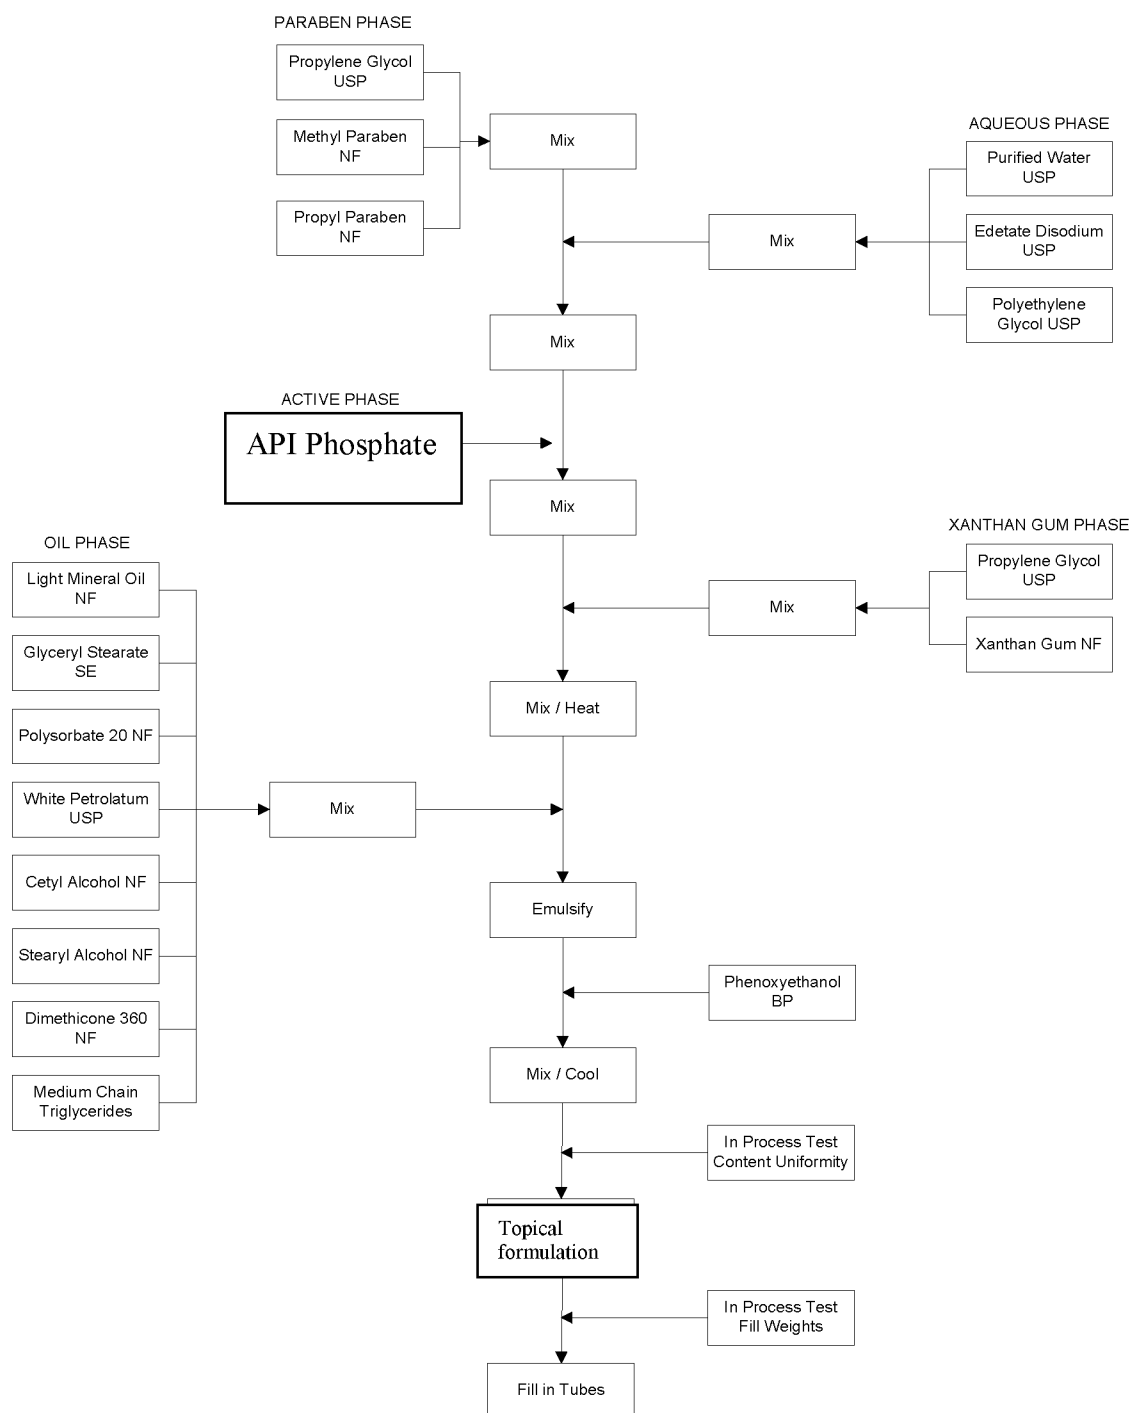 PARABEN PHASE
Propylene Glycol
USP
Methyl Paraben
NF
Propyl Paraben
NF
Mix
AQUEOUS PHASE
Purified Water
USP
Edetate Disodium
USP
Polyethylene
Glycol USP
Mix
Mix
ACTIVE PHASE
API Phosphate
Mix
XANTHAN GUM PHASE
Propylene Glycol
USP
Xanthan Gum NF
Mix
Mix / Heat
OIL PHASE
Light Mineral Oil
NF
Glyceryl Stearate
SE
Polysorbate 20 NF
White Petrolatum
USP
Cetyl Alcohol NF
Stearyl Alcohol NF
Dimethicone 360
NF
Medium Chain
Triglycerides
Mix
Emulsify
Phenoxyethanol
BP
Mix / Cool
In Process Test
Content Uniformity
Topical
formulation
In Process Test
Fill Weights
Fill in Tubes